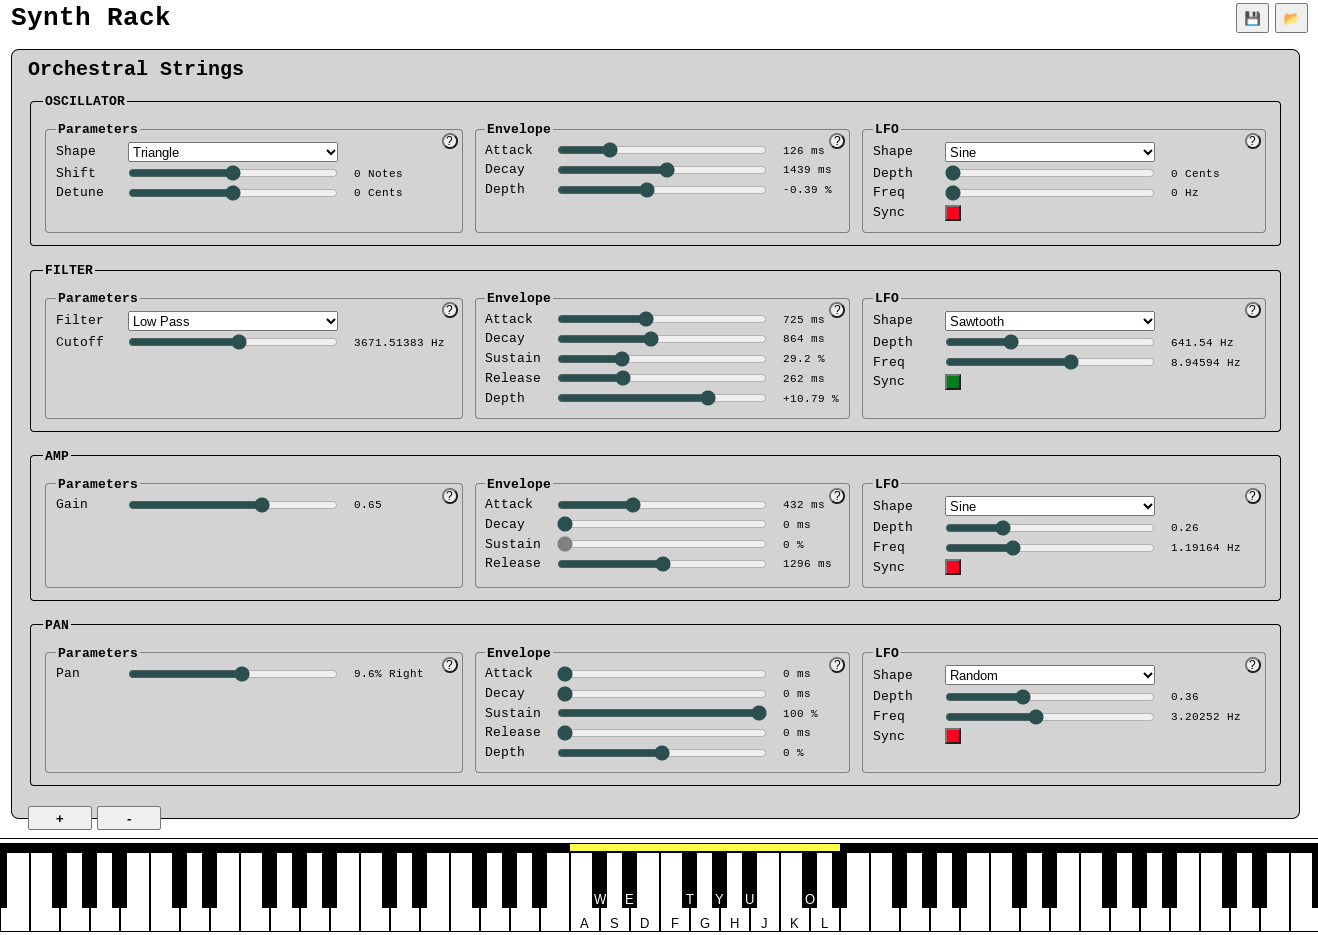 Synth Rack
Orchestral Strings
OSCILLATOR
Parameters
?
Shape Triangle
Shift 0 Notes
Detune 0 Cents
Envelope
?
Attack 126 ms
Decay 1439 ms
Depth -0.39 %
LFO
?
Shape Sine
Depth 0 Cents
Freq 0 Hz
Sync
FILTER
Parameters
?
Filter Low Pass
Cutoff 3671.51383 Hz
Envelope
?
Attack 725 ms
Decay 864 ms
Sustain 29.2 %
Release 262 ms
Depth +10.79 %
LFO
?
Shape Sawtooth
Depth 641.54 Hz
Freq 8.94594 Hz
Sync
AMP
Parameters
?
Gain 0.65
Envelope
?
Attack 432 ms
Decay 0 ms
Sustain 0 %
Release 1296 ms
LFO
?
Shape Sine
Depth 0.26
Freq 1.19164 Hz
Sync
PAN
Parameters
?
Pan 9.6% Right
Envelope
?
Attack 0 ms
Decay 0 ms
Sustain 100 %
Release 0 ms
Depth 0 %
LFO
?
Shape Random
Depth 0.36
Freq 3.20252 Hz
Sync
+ -
W E T Y U O
A S D F G H J K L